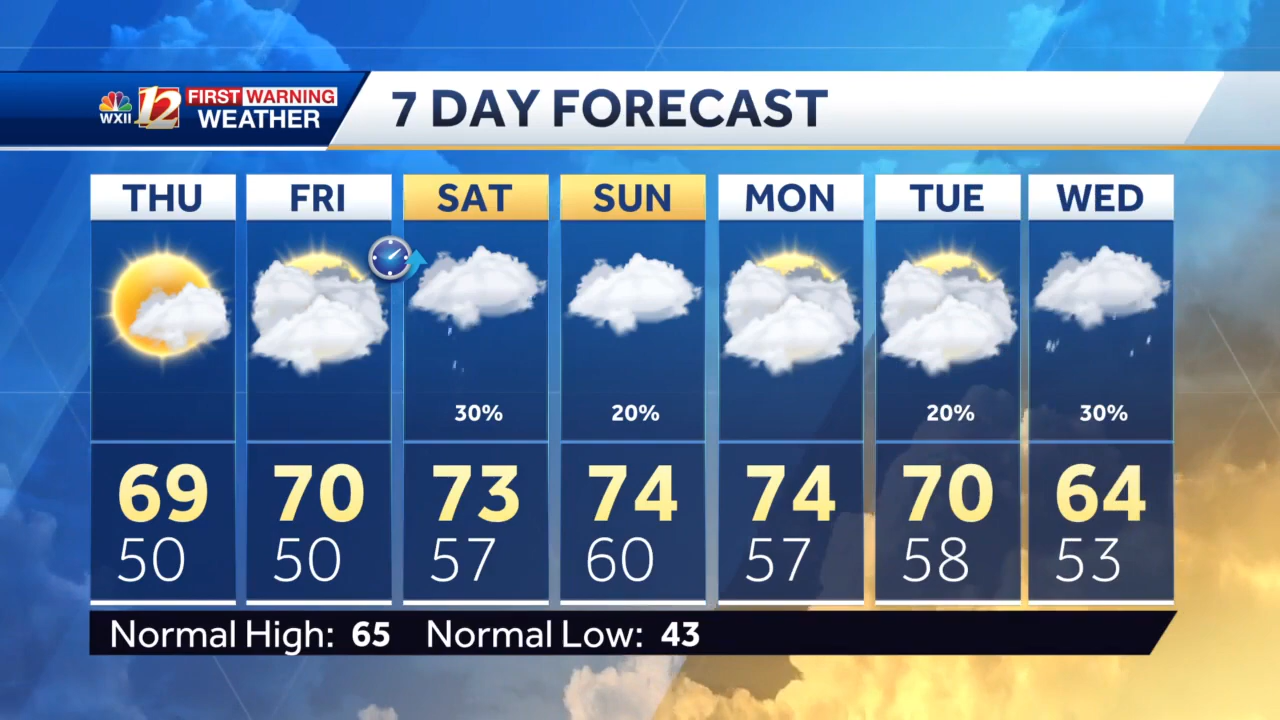 WXII 12 FIRST WARNING
WEATHER
7 DAY FORECAST
THU FRI SAT SUN MON TUE WED
30% 20% 20% 30%
69 70 73 74 74 70 64
50 50 57 60 57 58 53
Normal High: 65 Normal Low: 43